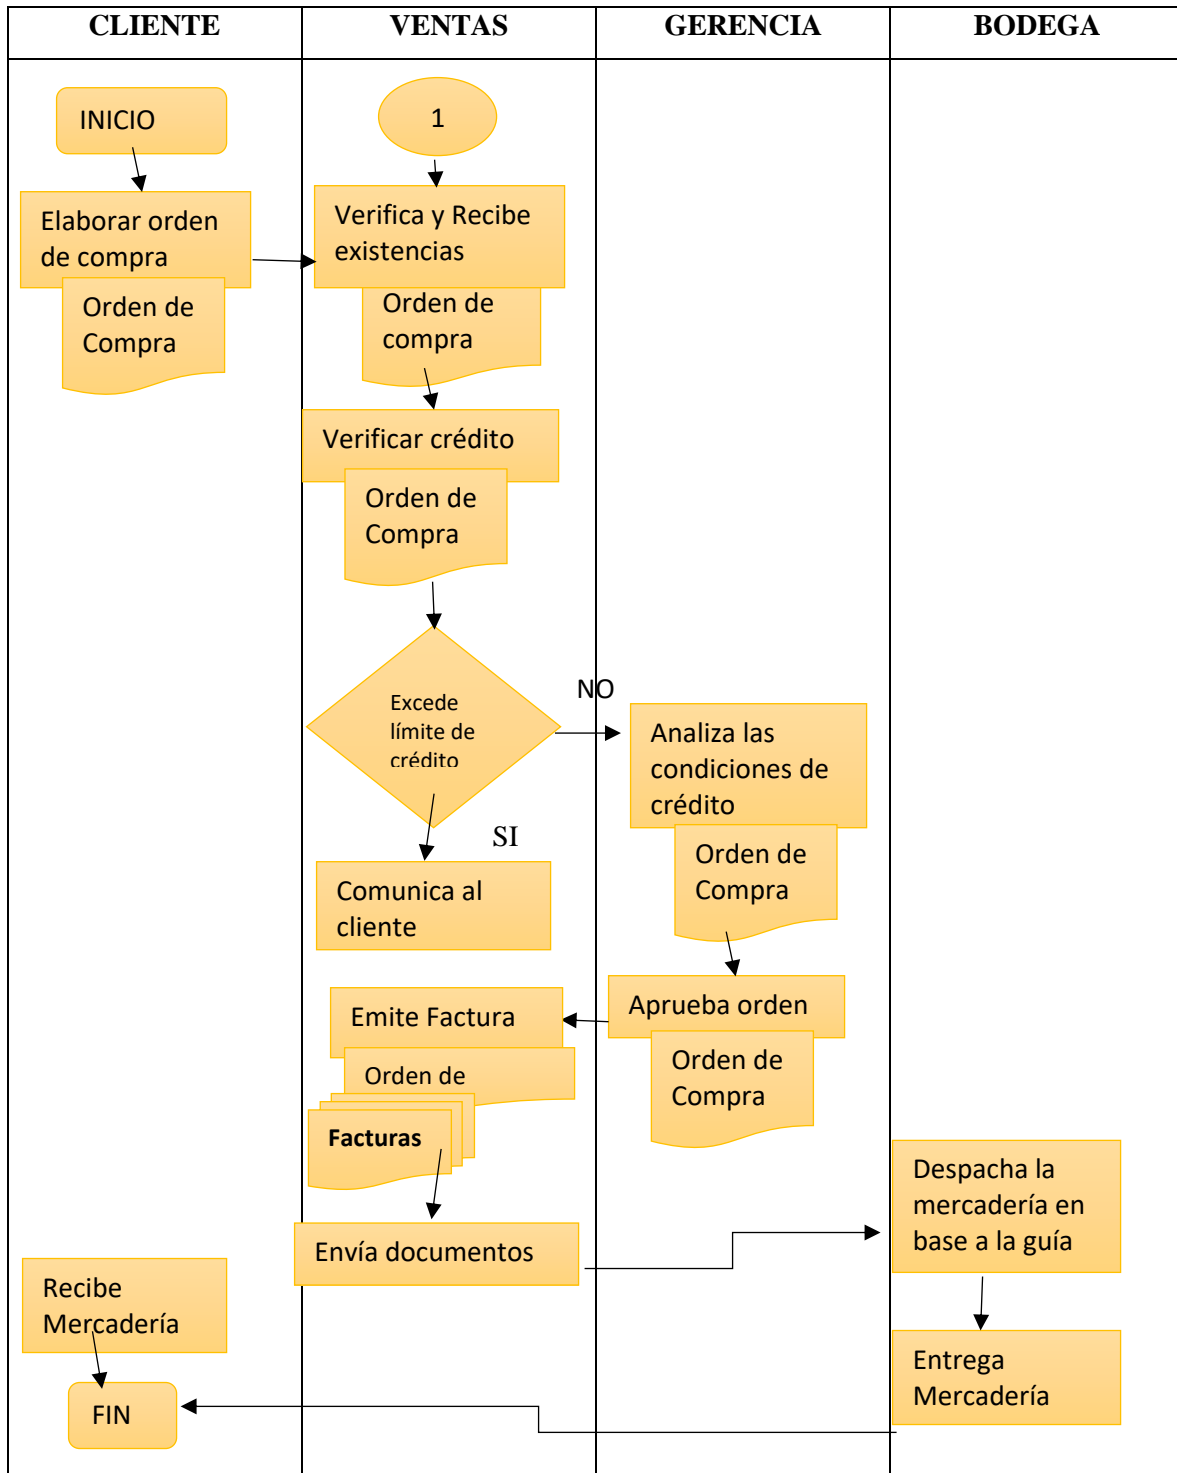 CLIENTE
VENTAS
GERENCIA
BODEGA
INICIO
1
Elaborar orden
de compra
Orden de
Compra
Verifica y Recibe
existencias
Orden de
compra
Verificar crédito
Orden de
Compra
Excede
límite de
crédito
NO
SI
Analiza las
condiciones de
crédito
Orden de
Compra
Comunica al
cliente
Aprueba orden
Orden de
Compra
Emite Factura
Orden de
Facturas
Envía documentos
Despacha la
mercadería en
base a la guía
Entrega
Mercadería
Recibe
Mercadería
FIN